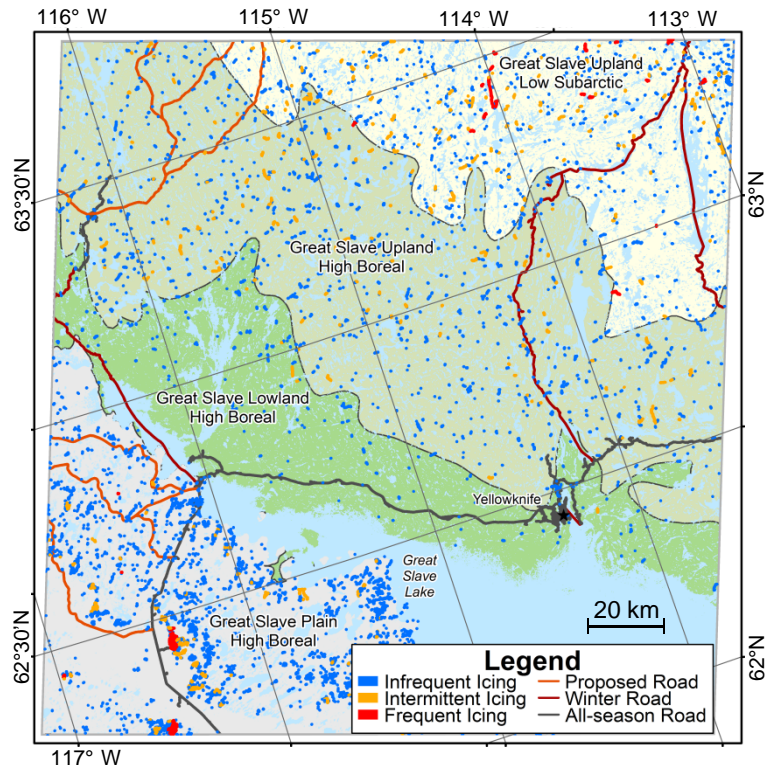 116° W
115° W
114° W
113° W
Great Slave Upland
Low Subarctic
63°30'N
63° N
Great Slave Upland
High Boreal
Great Slave Lowland
High Boreal
Yellowknife
Great
Slave
Lake
20 km
Great Slave Plain
High Boreal
62°30'N
62° N
Legend
Infrequent Icing
Proposed Road
Intermittent Icing
Winter Road
Frequent Icing
All-season Road
117° W